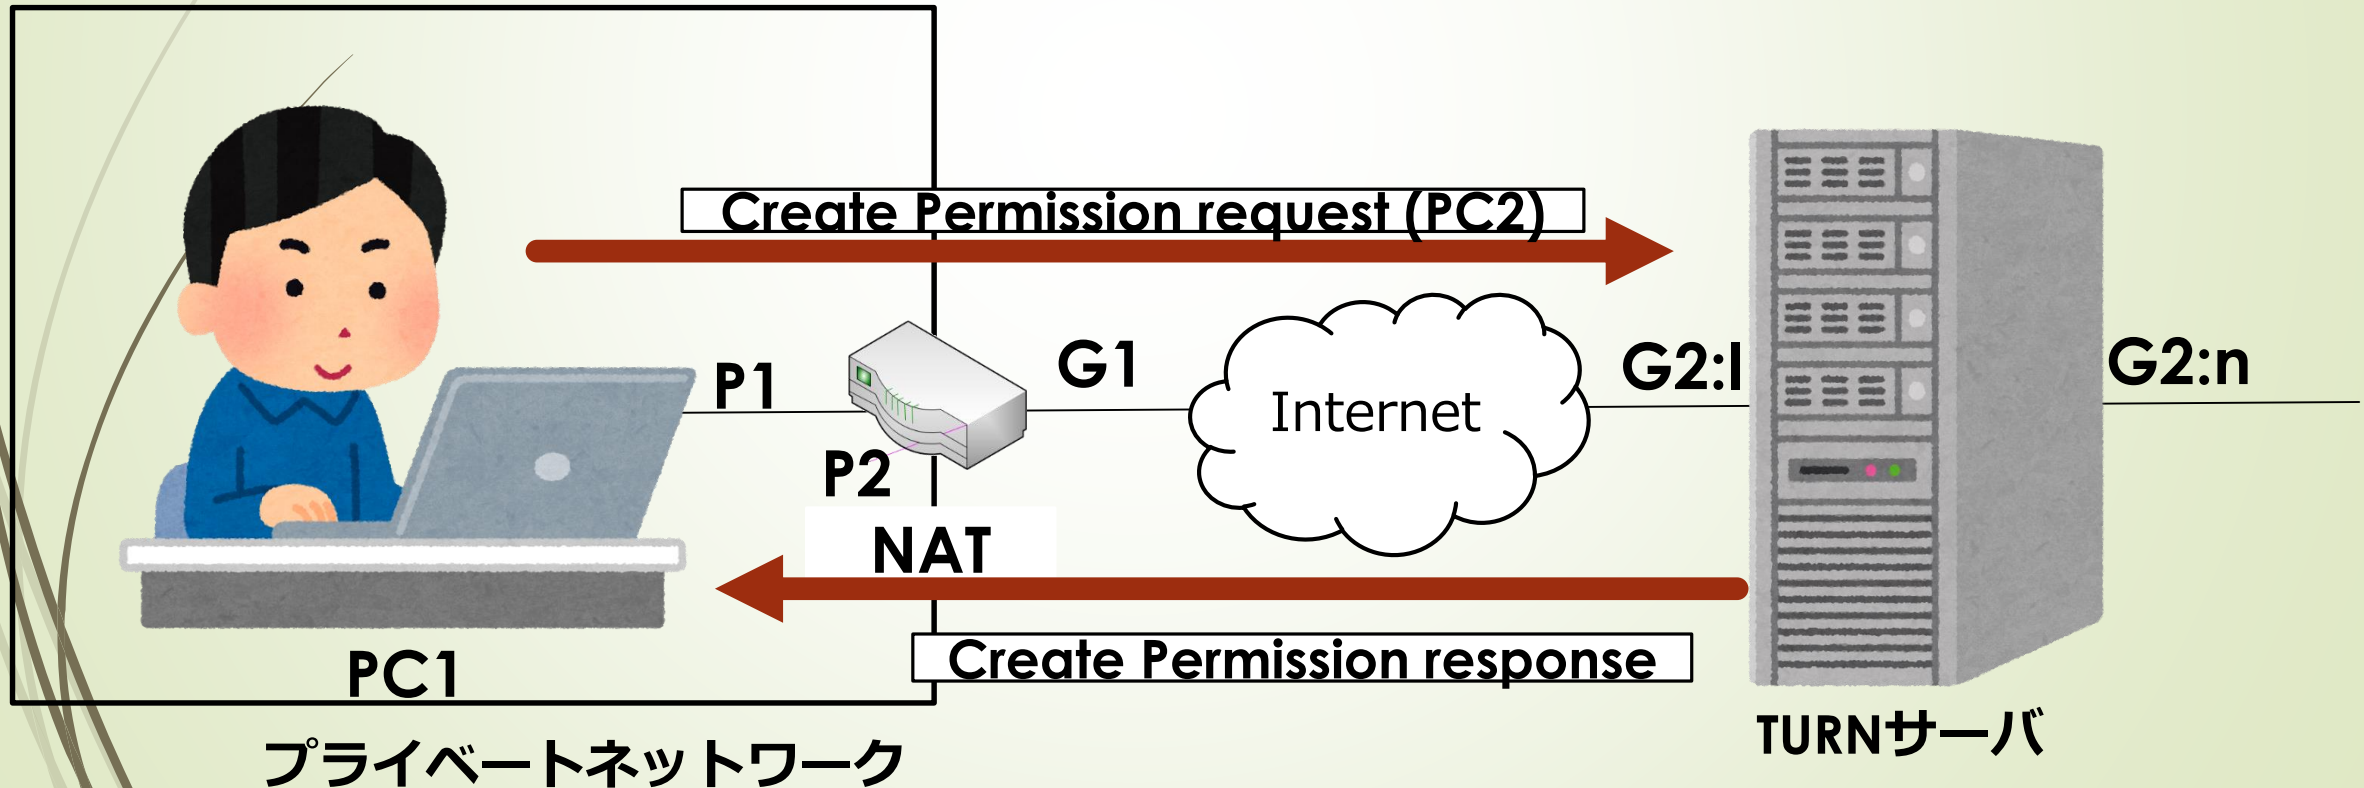 Create Permission request (PC2)
P1
G1
Internet
G2:l
G2:n
P2
NAT
Create Permission response
PC1
TURNサーバ
プライベートネットワーク